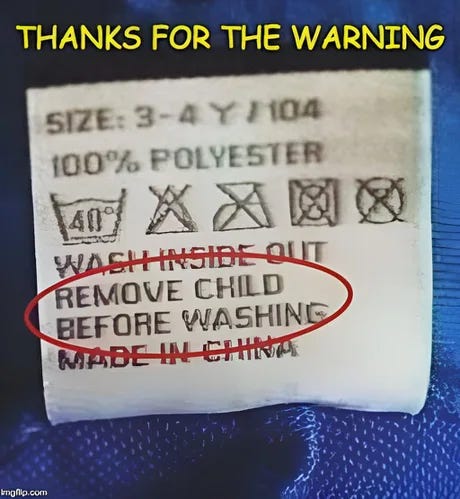 THANKS FOR THE WARNING
SIZE: 3-4 Y / 104
100% POLYESTER
40°
WASH INSIDE OUT
REMOVE CHILD
BEFORE WASHING
MADE IN CHINA
imgflip.com